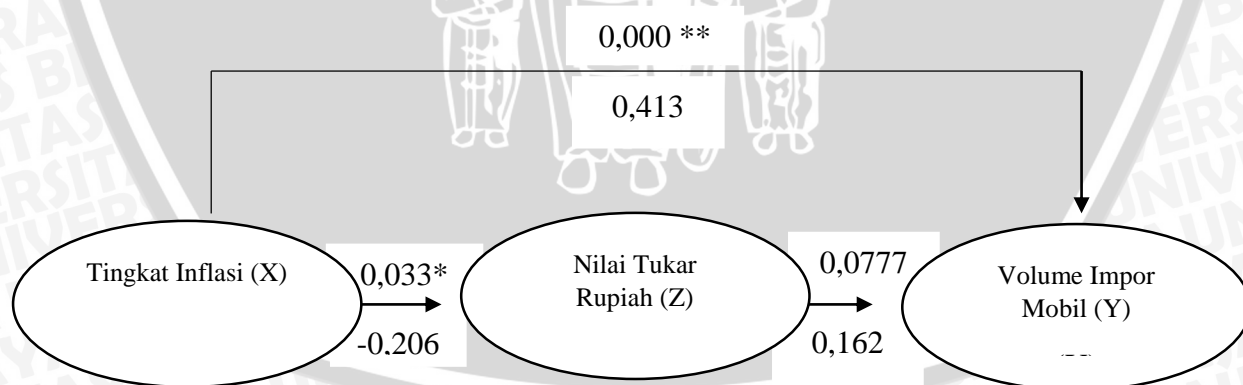 0,000 **
0,413
Tingkat Inflasi (X)
0,033*
-0,206
Nilai Tukar
Rupiah (Z)
0,0777
0,162
Volume Impor
Mobil (Y)